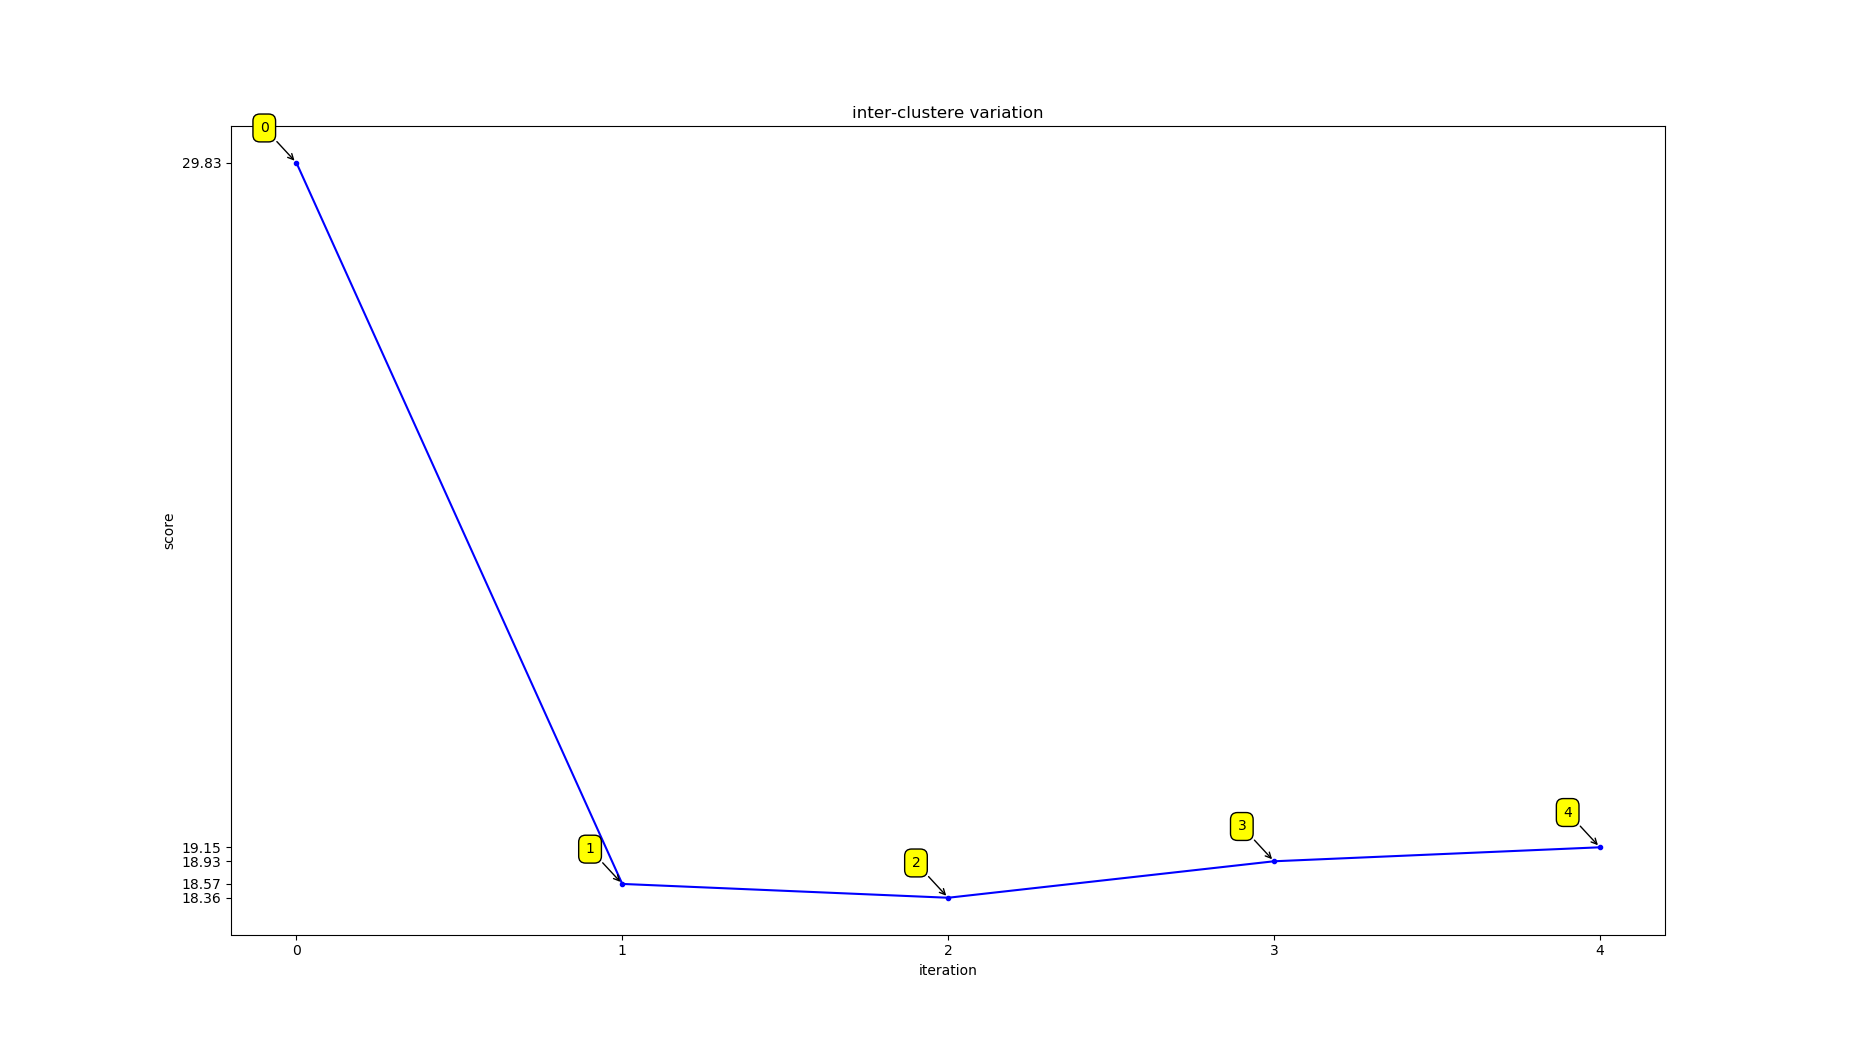 inter-clustere variation
0
29.83
score
1
2
3
4
19.15
18.93
18.57
18.36
0 1 2 3 4
iteration